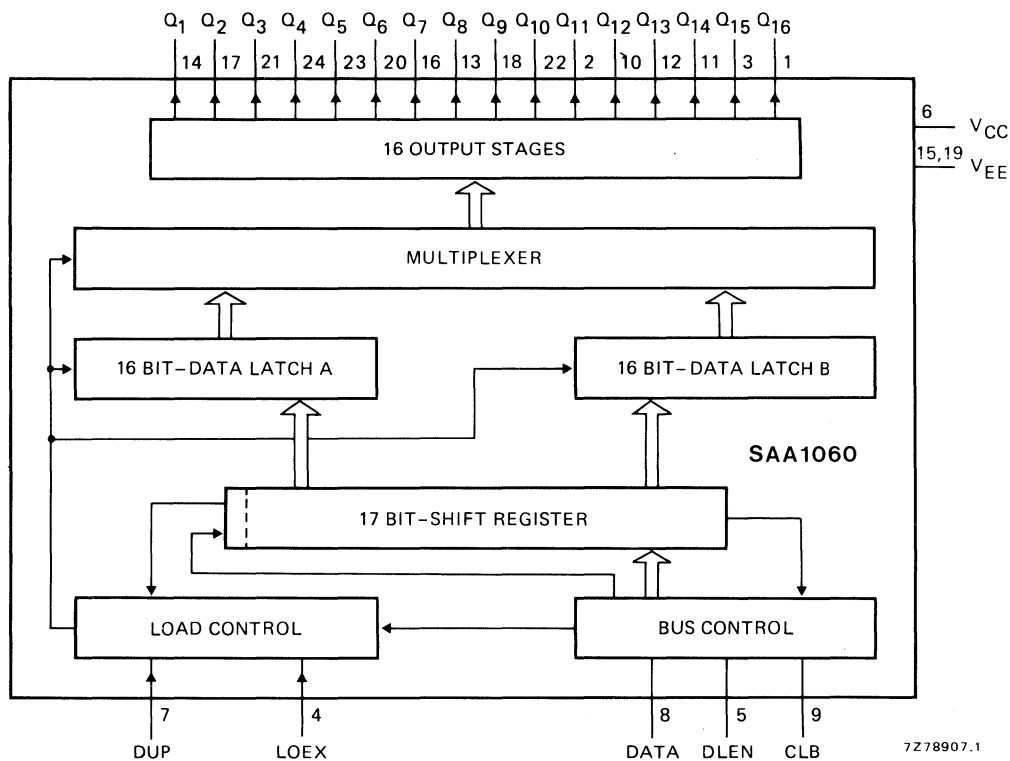 Q1 Q2 Q3 Q4 Q5 Q6 Q7 Q8 Q9 Q10 Q11 Q12 Q13 Q14 Q15 Q16
14 17 21 24 23 20 16 13 18 22 2 10 12 11 3 1
6
VCC
16 OUTPUT STAGES
15,19
VEE
MULTIPLEXER
16 BIT-DATA LATCH A
16 BIT-DATA LATCH B
SAA1060
17 BIT-SHIFT REGISTER
LOAD CONTROL
BUS CONTROL
7 4 8 5 9
DUP LOEX DATA DLEN CLB
7Z78907.1